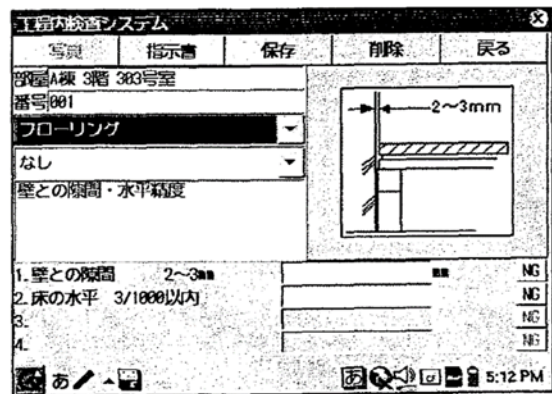 工程内検査システム
写真 指示書 保存 削除 戻る
部屋 A棟 3階 303号室
番号 001
フローリング
2～3mm
なし
壁との隙間・水平精度
1. 壁との隙間 2～3mm mm NG
2. 床の水平 3/1000以内 NG
3. NG
4. NG
あ あ 5:12 PM